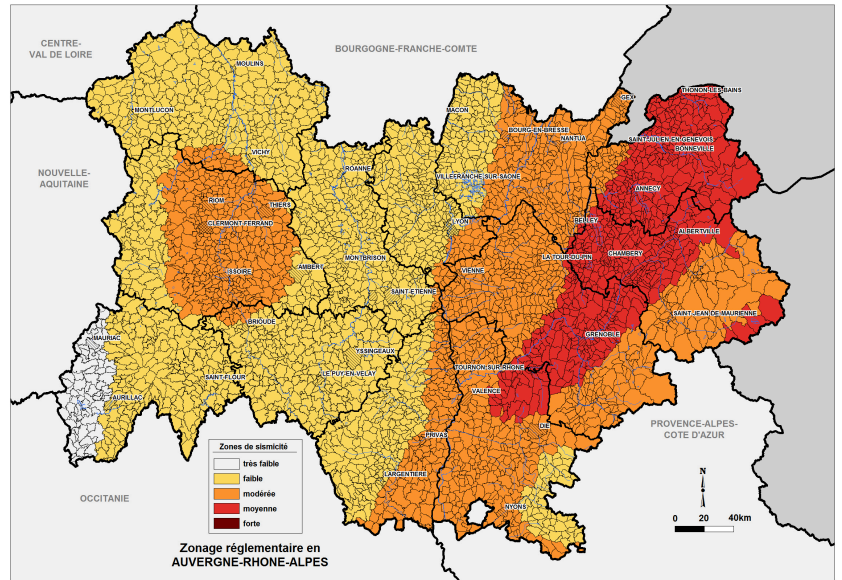 CENTRE-
VAL DE LOIRE
BOURGOGNE-FRANCHE-COMTE
MOULINS
MONTLUCON
MACON
GEX
THONON-LES-BAINS
BOURG-EN-BRESSE
NANTUA
SAINT-JULIEN-EN-GENEVOIS
BONNEVILLE
VICHY
NOUVELLE-
AQUITAINE
ROANNE
VILLEFRANCHE-SUR-SAONE
ANNECY
RIOM
THIERS
CLERMONT-FERRAND
LYON
BELLEY
ALBERTVILLE
AMBERT
MONTBRISON
LA-TOUR-DU-PIN
CHAMBERY
ISSOIRE
VIENNE
SAINT-ETIENNE
SAINT-JEAN-DE-MAURIENNE
BRIOUDE
GRENOBLE
MAURIAC
YSSINGEAUX
TOURNON-SUR-RHONE
SAINT-FLOUR
LE-PUY-EN-VELAY
VALENCE
AURILLAC
DIE
PROVENCE-ALPES-
COTE D'AZUR
PRIVAS
LARGENTIERE
NYONS
OCCITANIE
Zones de sismicité
très faible
faible
modérée
moyenne
forte
N
0 20 40km
Zonage réglementaire en
AUVERGNE-RHONE-ALPES